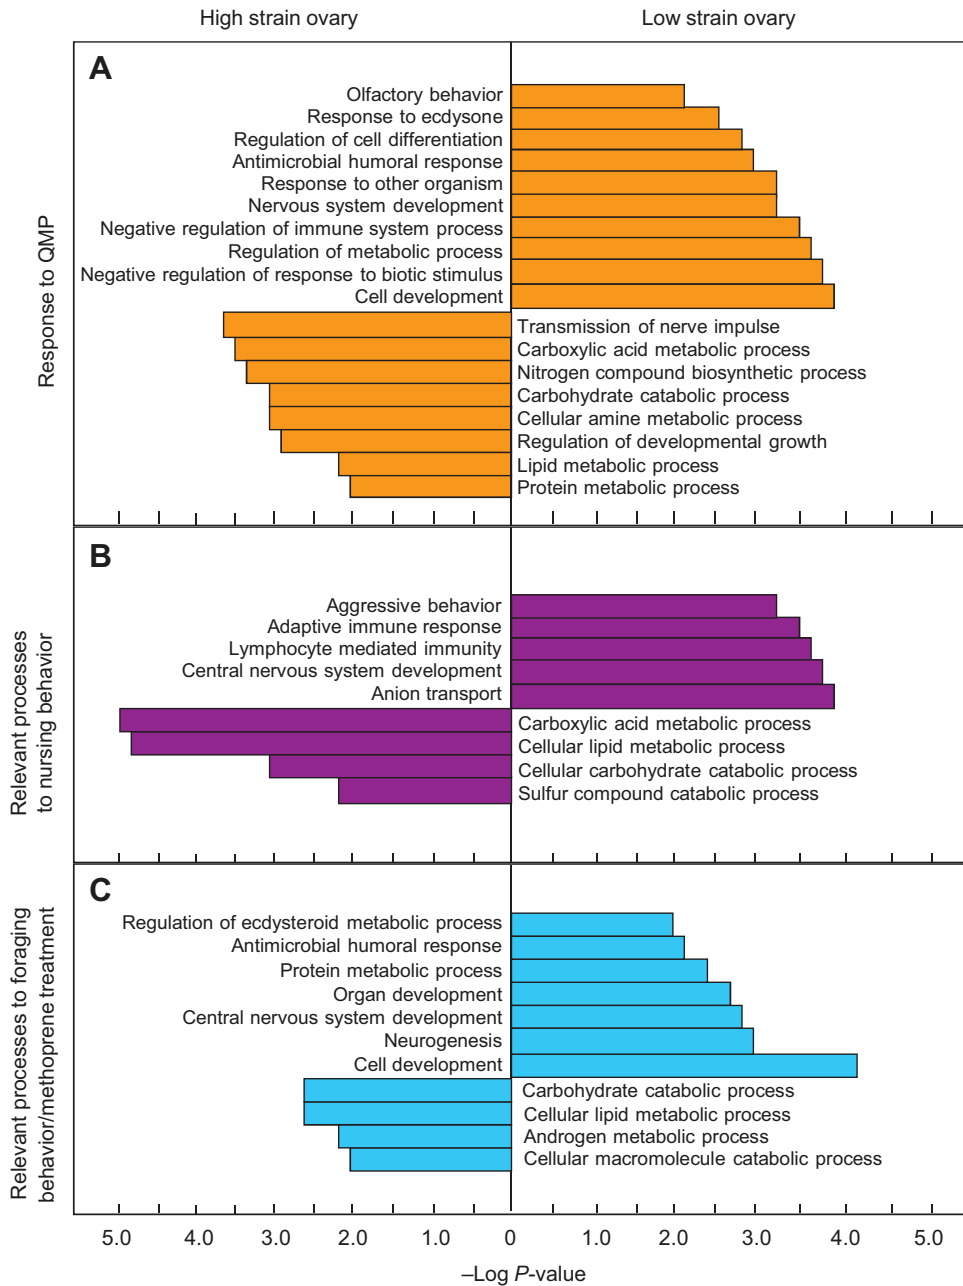 High strain ovary
Low strain ovary
A
Response to QMP
Olfactory behavior
Response to ecdysone
Regulation of cell differentiation
Antimicrobial humoral response
Response to other organism
Nervous system development
Negative regulation of immune system process
Regulation of metabolic process
Negative regulation of response to biotic stimulus
Cell development
Transmission of nerve impulse
Carboxylic acid metabolic process
Nitrogen compound biosynthetic process
Carbohydrate catabolic process
Cellular amine metabolic process
Regulation of developmental growth
Lipid metabolic process
Protein metabolic process
B
Relevant processes
to nursing behavior
Aggressive behavior
Adaptive immune response
Lymphocyte mediated immunity
Central nervous system development
Anion transport
Carboxylic acid metabolic process
Cellular lipid metabolic process
Cellular carbohydrate catabolic process
Sulfur compound catabolic process
C
Relevant processes to foraging
behavior/methoprene treatment
Regulation of ecdysteroid metabolic process
Antimicrobial humoral response
Protein metabolic process
Organ development
Central nervous system development
Neurogenesis
Cell development
Carbohydrate catabolic process
Cellular lipid metabolic process
Androgen metabolic process
Cellular macromolecule catabolic process
5.0 4.0 3.0 2.0 1.0 0 1.0 2.0 3.0 4.0 5.0
–Log P-value